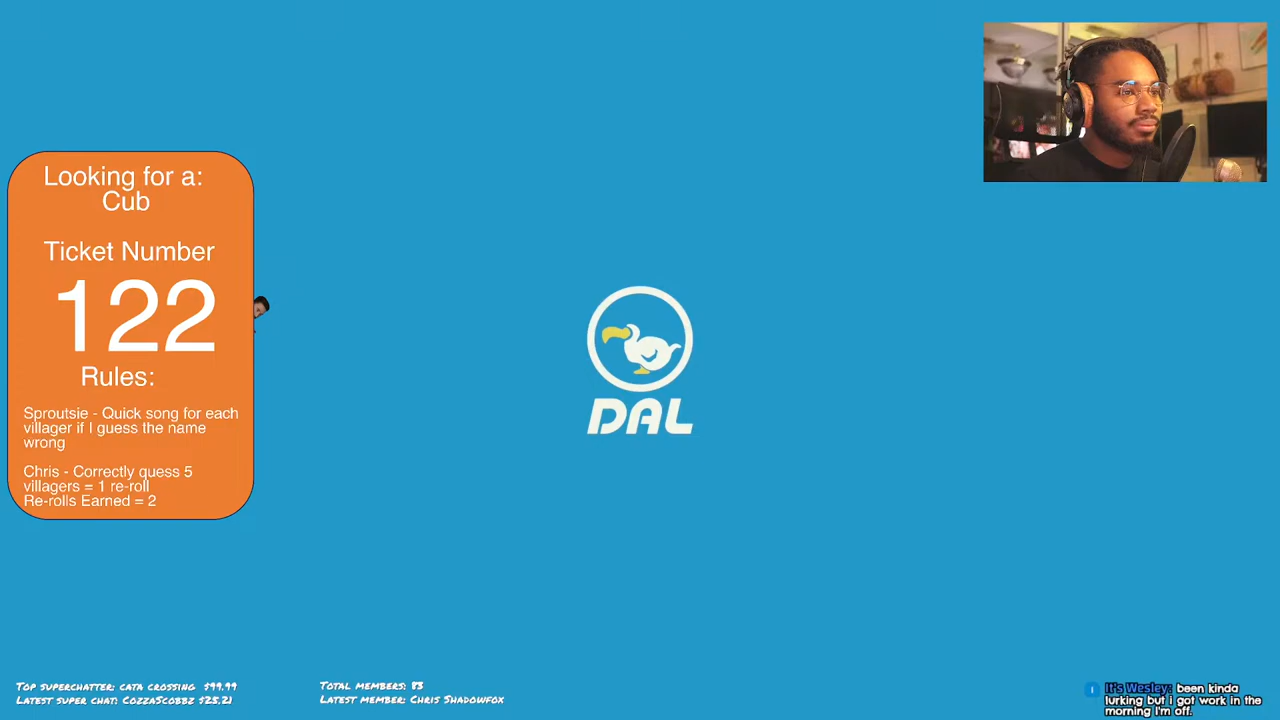 Looking for a:
Cub
Ticket Number
122
Rules:
Sproutsie - Quick song for each
villager if I guess the name
wrong
Chris - Correctly quess 5
villagers = 1 re-roll
Re-rolls Earned = 2
DAL
Top superchatter: cata crossing $99.99
Latest super chat: CozzaScobbz $25.21
Total members: 83
Latest member: Chris Shadowfox
It's Wesley: been kinda
lurking but i got work in the
morning I'm off.